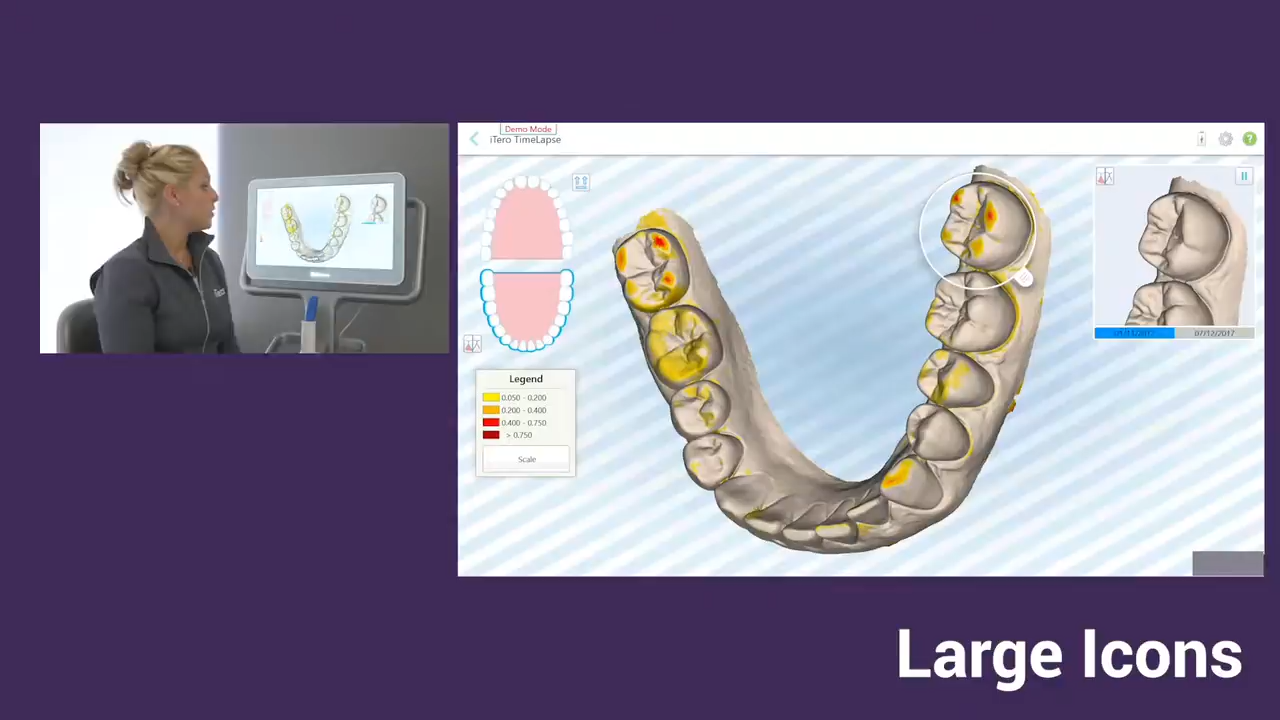 Demo Mode
iTero TimeLapse
Legend
0.050 - 0.200
0.200 - 0.400
0.400 - 0.750
> 0.750
Scale
07/12/2017
Large Icons